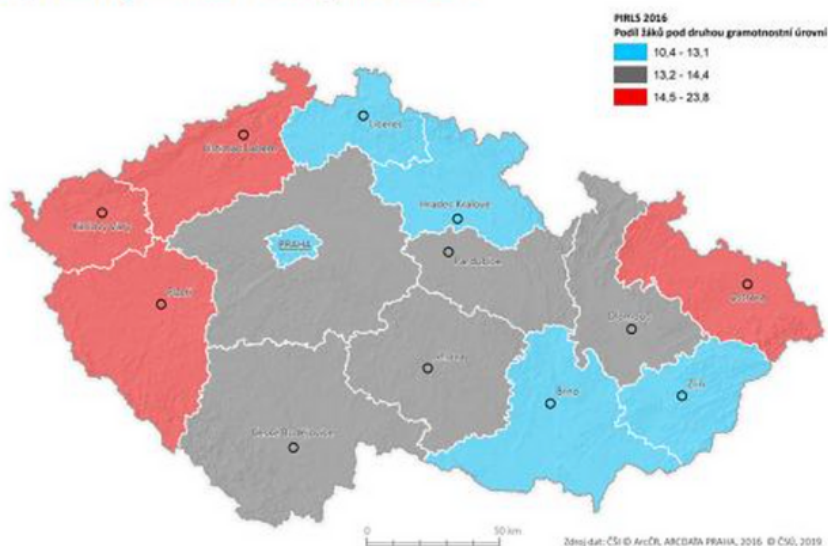 PIRLS 2016
Podíl žáků pod druhou gramotnostní úrovní
10,4 - 13,1
13,2 - 14,4
14,5 - 23,8
Liberec
Ústí nad Labem
Hradec Králové
Karlovy Vary
PRAHA
Pardubice
Ostrava
Plzeň
Olomouc
Jihlava
Zlín
Brno
České Budějovice
0
50 km
Zdroj dat: ČŠI © ArcČR, ARCDATA PRAHA, 2016 © ČSÚ, 2019